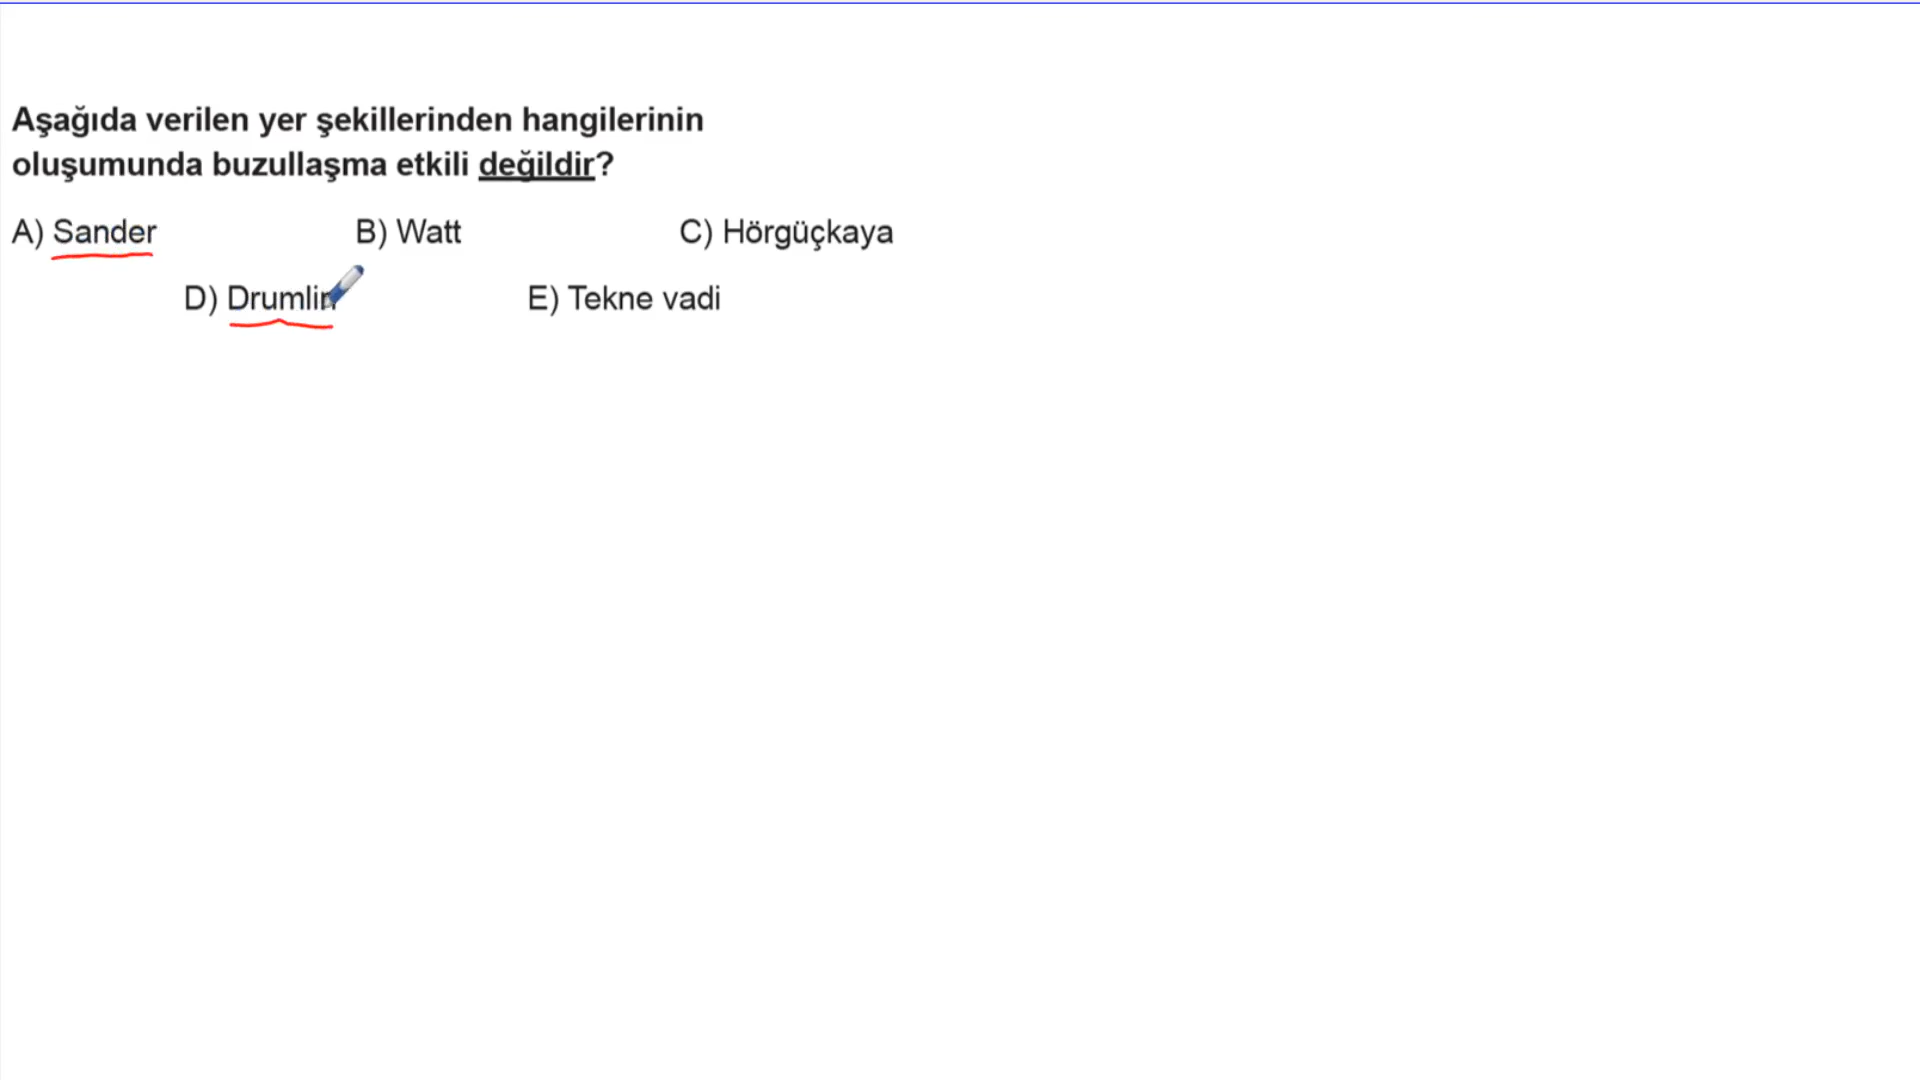 Aşağıda verilen yer şekillerinden hangilerinin
oluşumunda buzullaşma etkili değildir?
A) Sander B) Watt C) Hörgüçkaya
D) Drumlin E) Tekne vadi